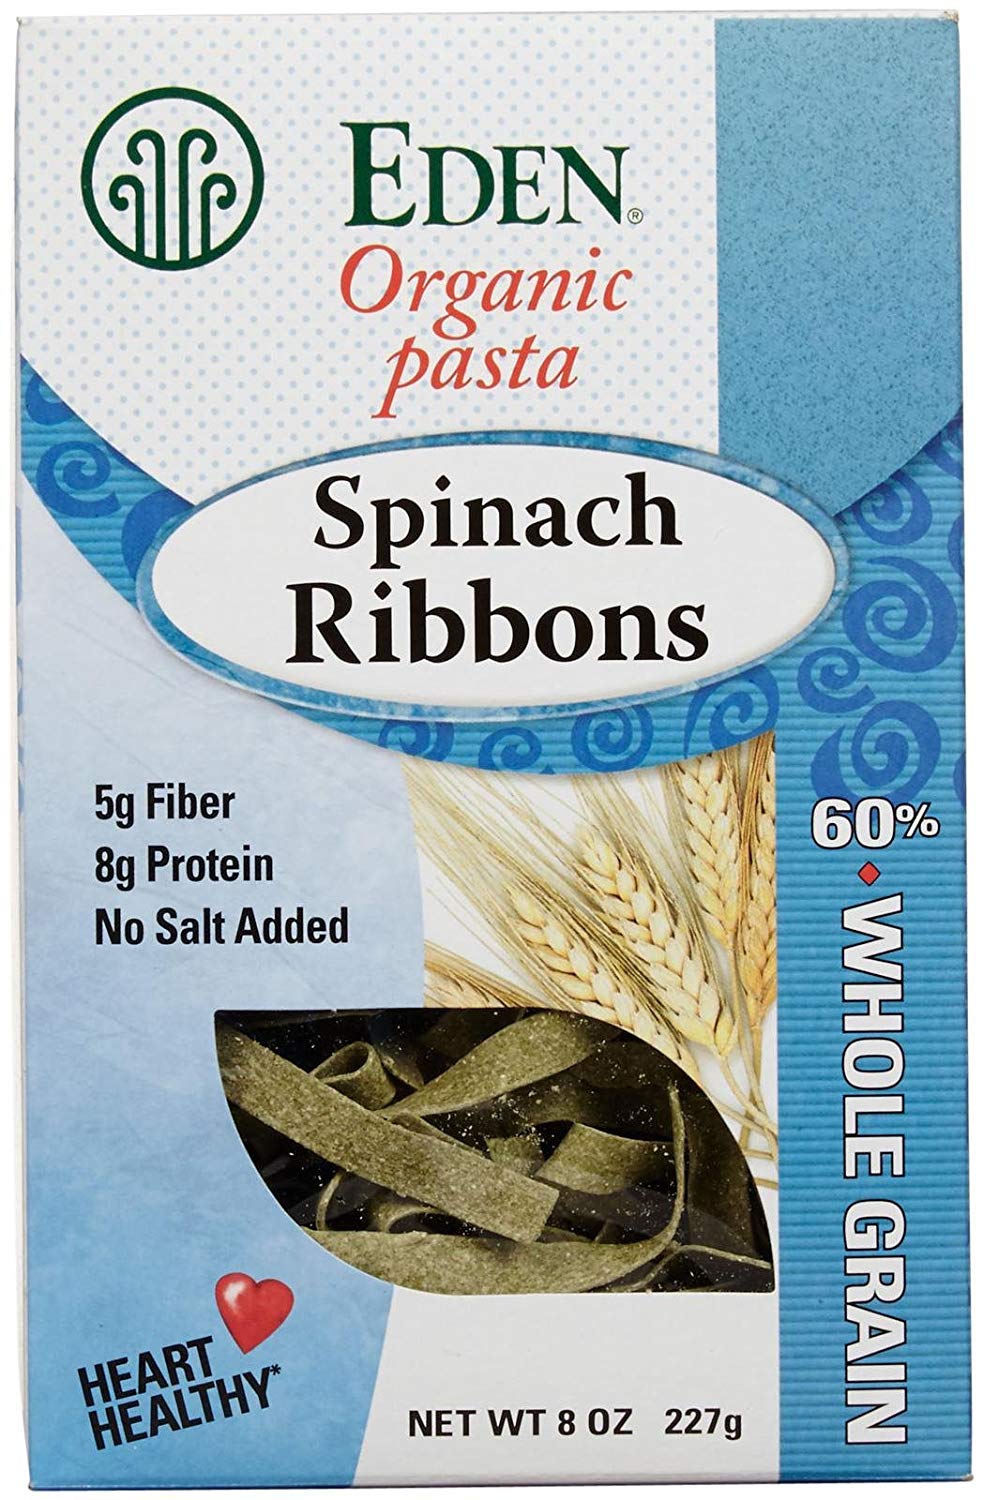 EDEN®
Organic
pasta
Spinach
Ribbons
5g Fiber
8g Protein
No Salt Added
60% • WHOLE GRAIN
HEART
HEALTHY*
NET WT 8 OZ 227g